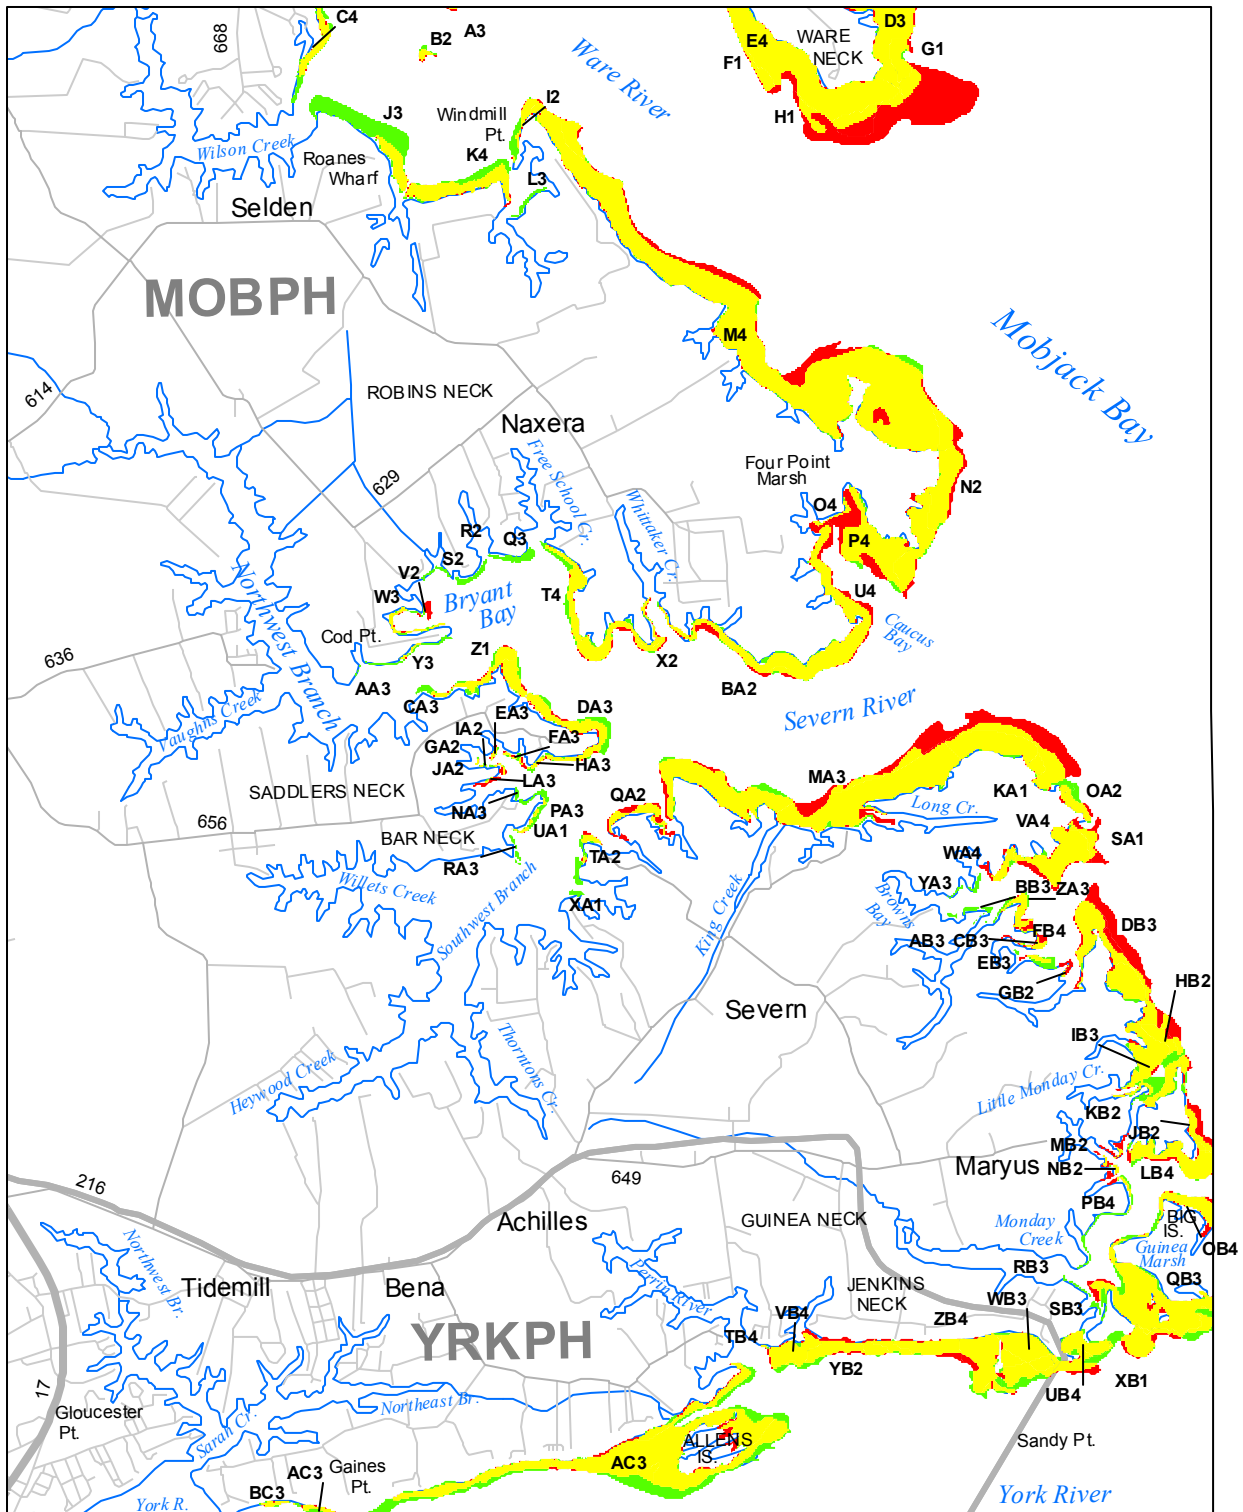 C4
A3
B2
668
D3
E4
WARE
NECK
G1
F1
Ware River
H1
I2
J3
Windmill
Pt.
K4
Wilson Creek
Roanes
Wharf
L3
Selden
MOBPH
M4
Mobjack Bay
614
ROBINS NECK
Naxera
Free School Cr.
Four Point
Marsh
N2
629
Whittaker Cr.
O4
R2
Q3
P4
S2
V2
Northwest Branch
W3
Bryant
Bay
T4
U4
Caucus
Bay
Cod Pt.
Z1
X2
636
Y3
BA2
AA3
CA3
Severn River
Vaughns Creek
EA3
DA3
IA2
GA2
FA3
JA2
HA3
LA3
MA3
KA1
OA2
SADDLERS NECK
QA2
Long Cr.
NA3
PA3
VA4
656
UA1
SA1
BAR NECK
WA4
RA3
TA2
YA3
Willets Creek
BB3
ZA3
Southwest Branch
XA1
Browns
Bay
King Creek
FB4
DB3
AB3
CB3
EB3
GB2
HB2
Severn
Thorntons Cr.
IB3
Heywood Creek
Little Monday Cr.
KB2
JB2
MB2
Maryus
NB2
LB4
649
216
PB4
Achilles
GUINEA NECK
BIG
IS.
Monday
Creek
OB4
Guinea
Marsh
Northwest Br.
RB3
QB3
Tidemill
Bena
Perrin River
JENKINS
NECK
WB3
SB3
VB4
ZB4
TB4
YRKPH
YB2
XB1
UB4
17
Gloucester
Pt.
Northeast Br.
Sarah Cr.
Sandy Pt.
ALLENS
IS.
AC3
Gaines
Pt.
AC3
BC3
York R.
York River